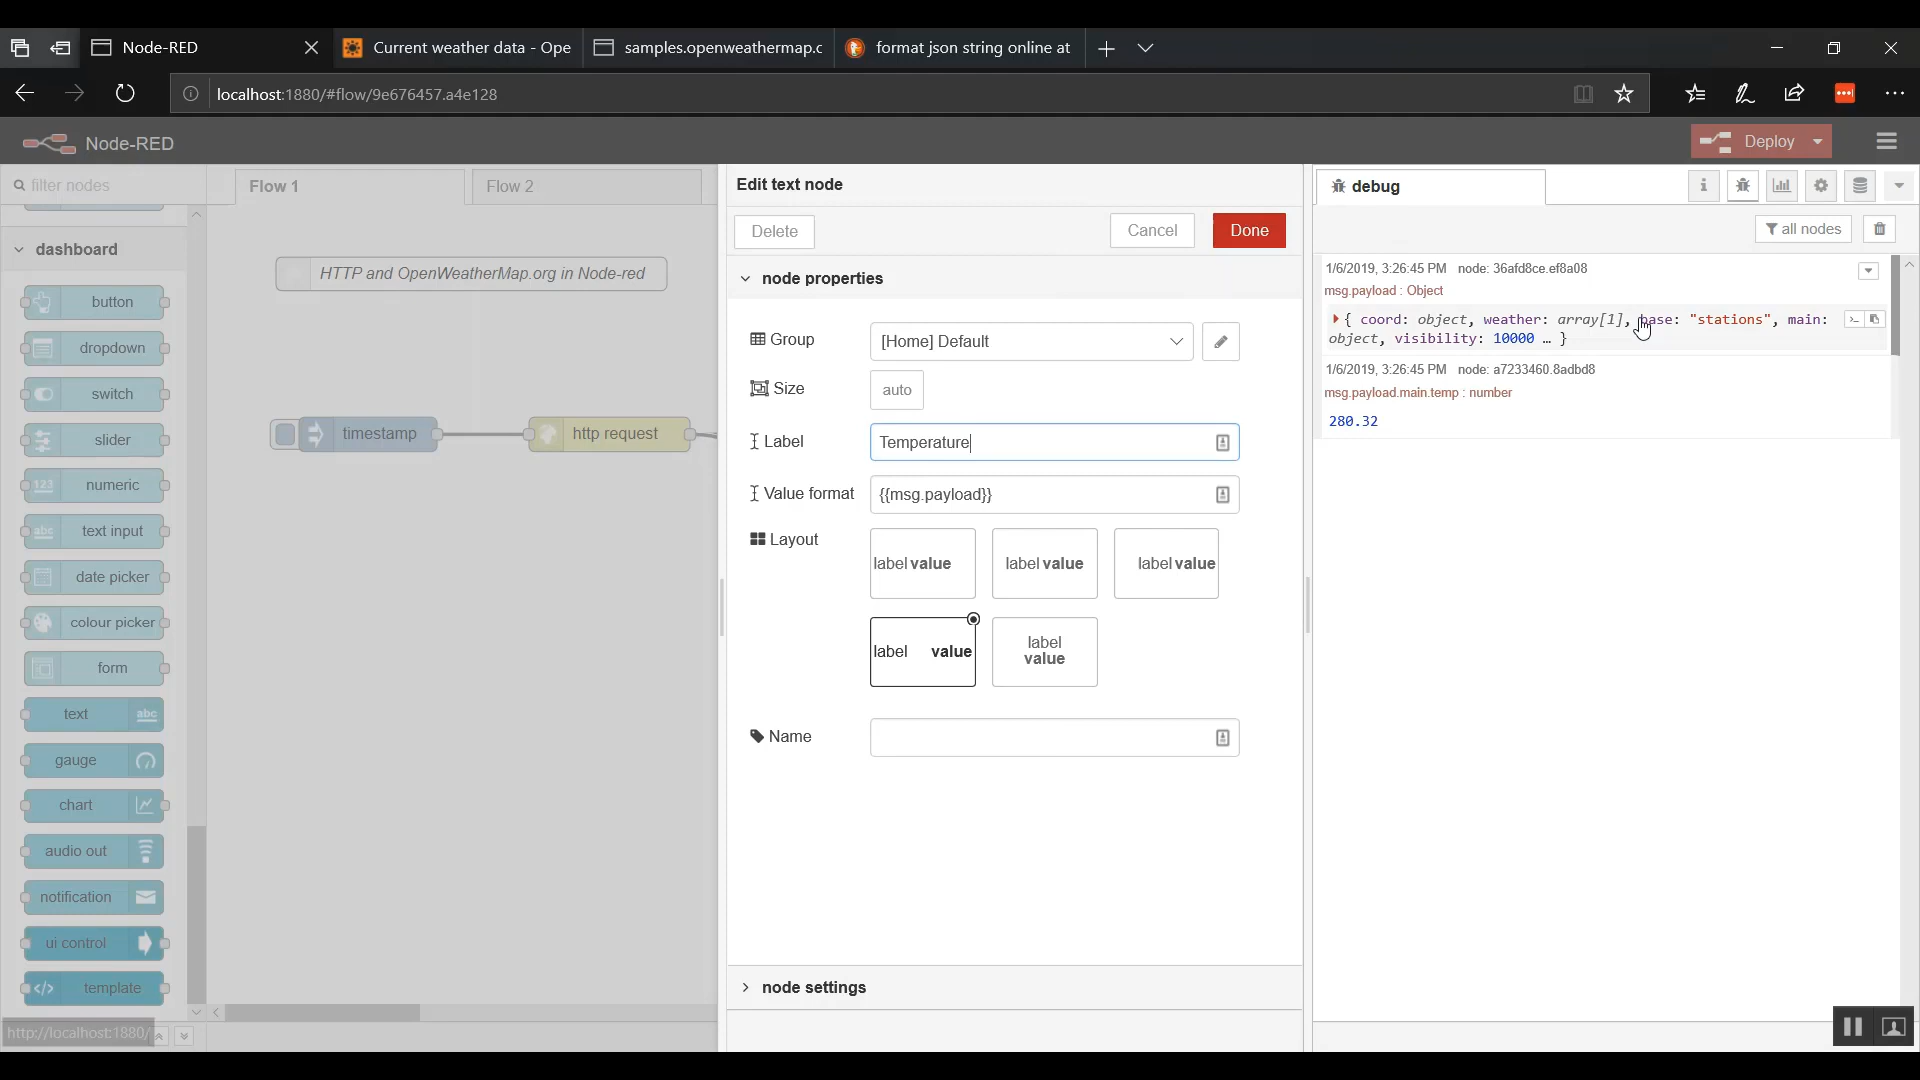 Node-RED
Current weather data - Ope
samples.openweathermap.c
format json string online at
localhost:1880/#flow/9e676457.a4e128
Node-RED
Deploy
filter nodes
Flow 1
Flow 2
Edit text node
debug
Delete
Cancel
Done
all nodes
dashboard
button
dropdown
switch
slider
123 numeric
abc text input
date picker
colour picker
form
text abc
gauge
chart
audio out
notification
ui control
</> template
http://localhost:1880/
HTTP and OpenWeatherMap.org in Node-red
timestamp
http request
node properties
Group
[Home] Default
Size
auto
Label
Temperature
Value format
{{msg.payload}}
Layout
label value
label value
label value
label value
label
value
Name
node settings
1/6/2019, 3:26:45 PM node: 36afd8ce.ef8a08
msg.payload : Object
{ coord: object, weather: array[1], base: "stations", main:
object, visibility: 10000 … }
1/6/2019, 3:26:45 PM node: a7233460.8adbd8
msg.payload.main.temp : number
280.32